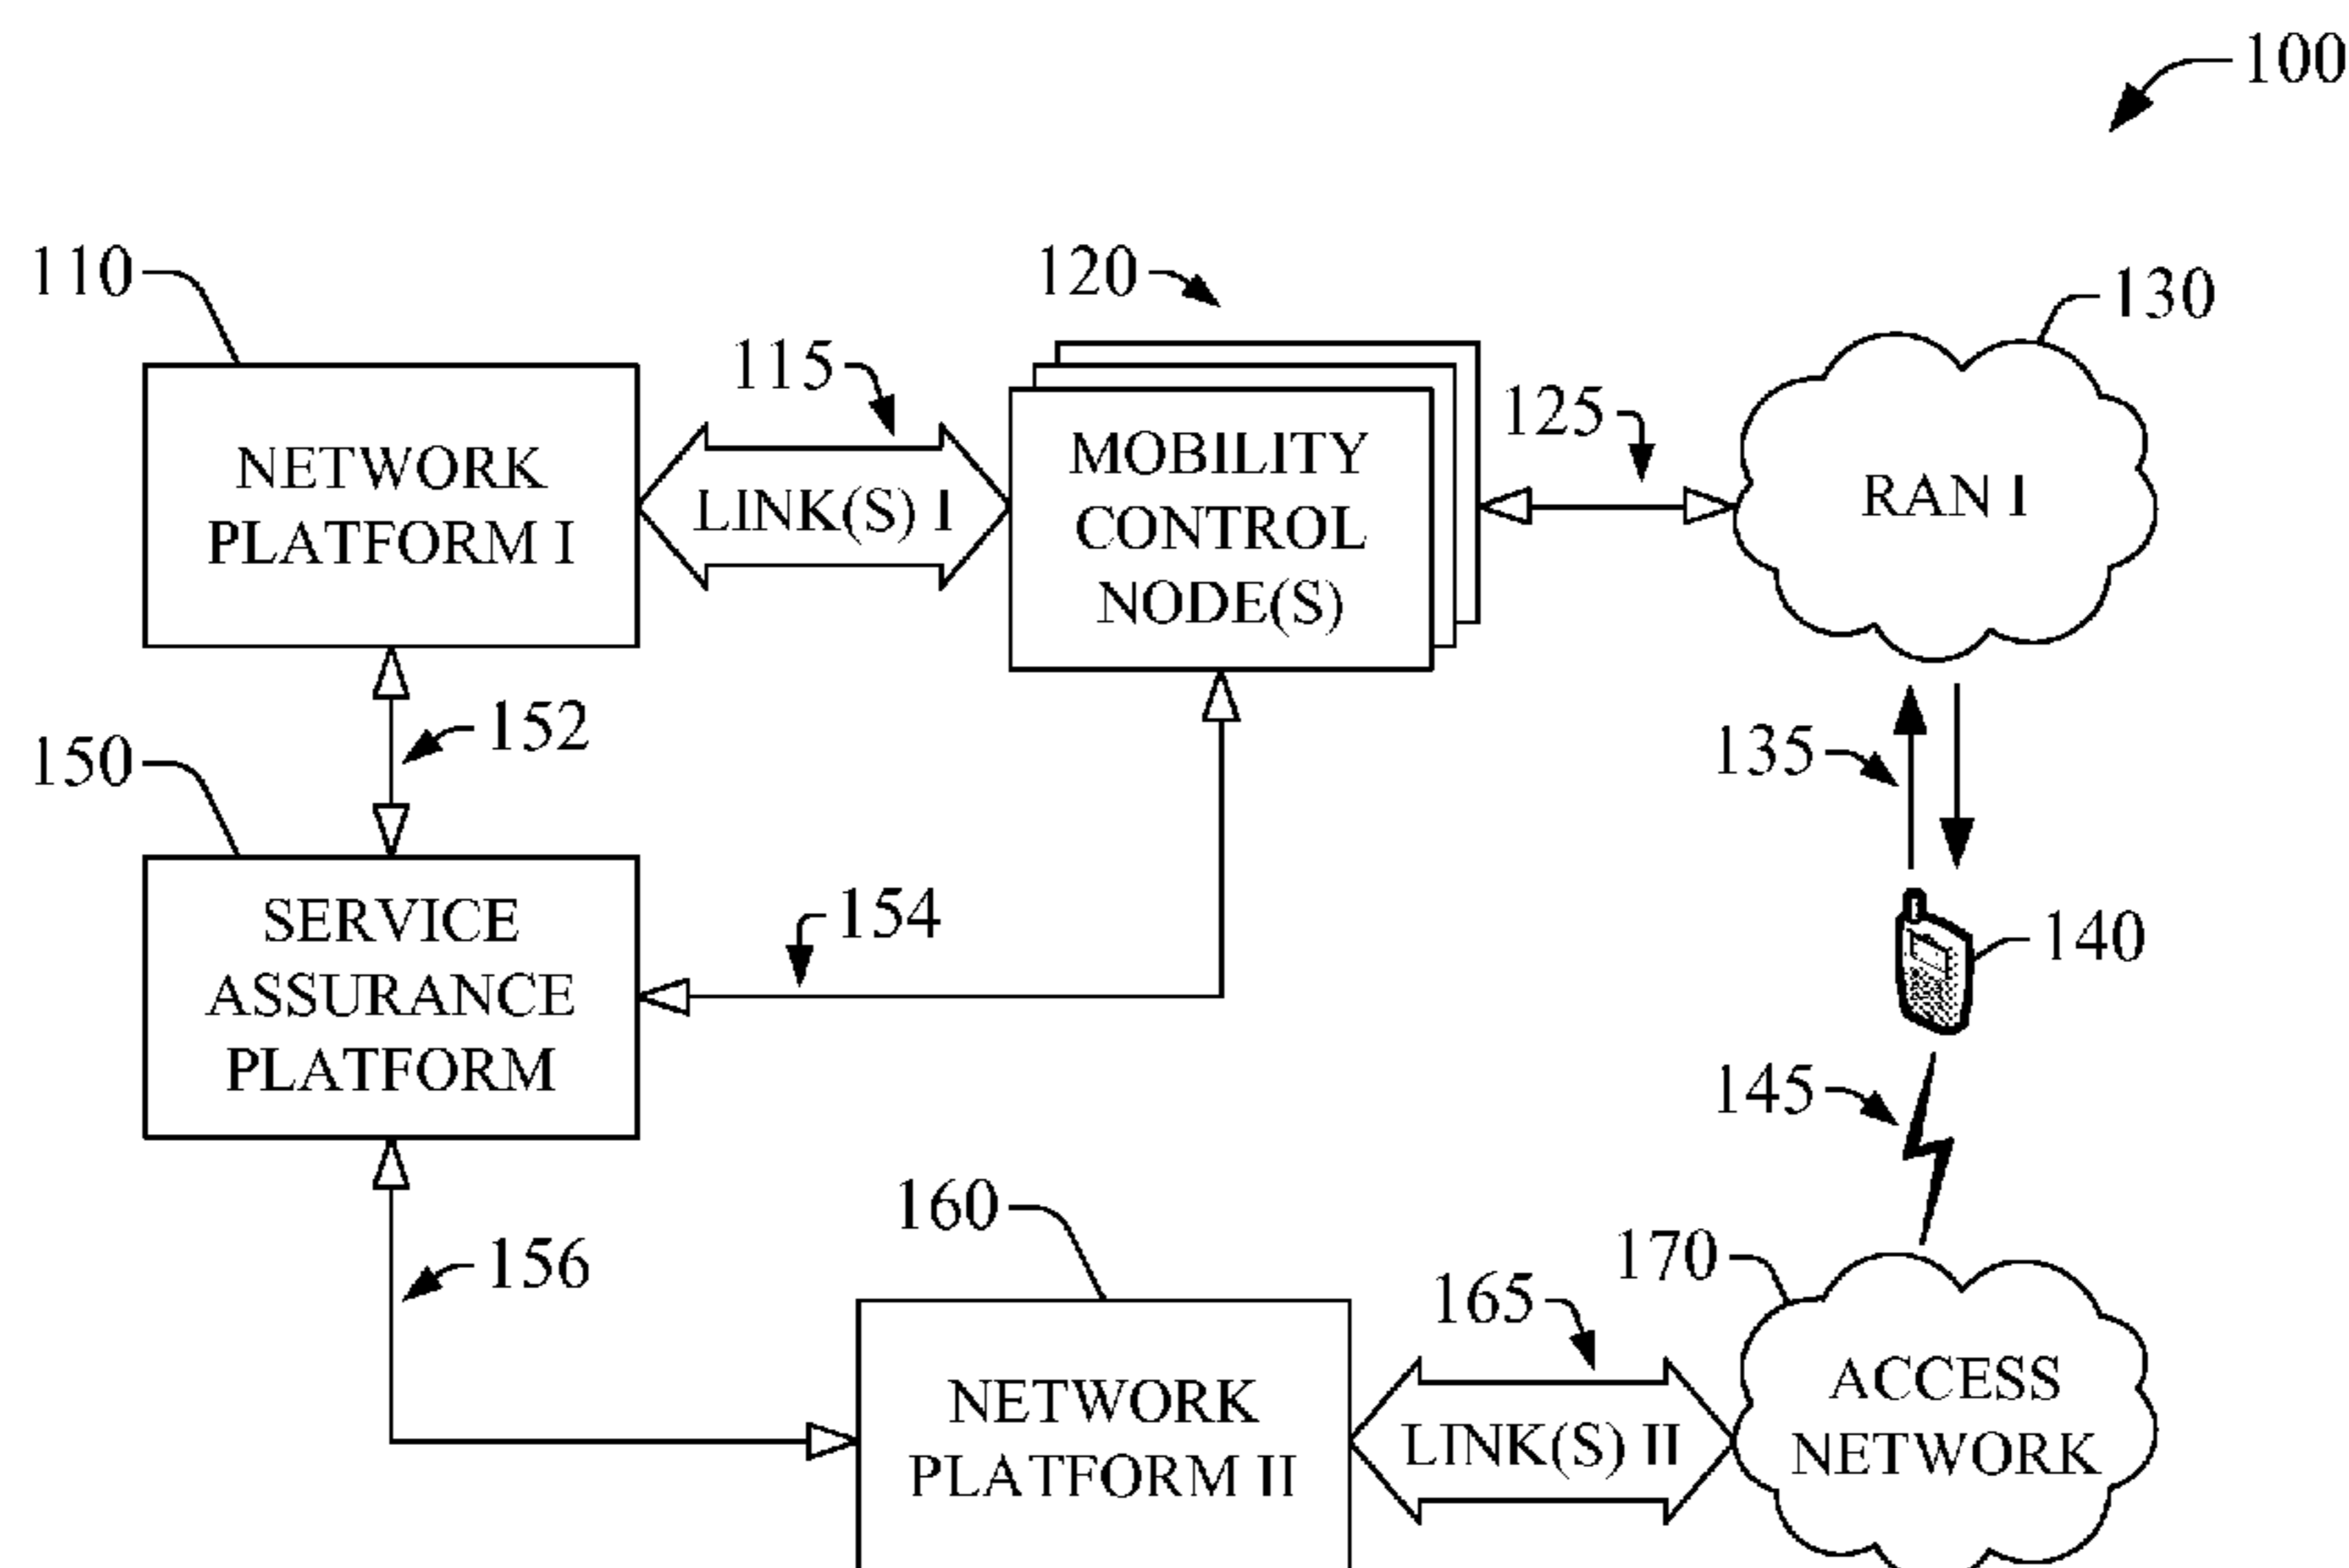 100
110
120
130
115
125
NETWORK
PLATFORM I
LINK(S) I
MOBILITY
CONTROL
NODE(S)
RAN I
152
150
135
SERVICE
ASSURANCE
PLATFORM
154
140
145
156
160
170
165
NETWORK
PLATFORM II
LINK(S) II
ACCESS
NETWORK